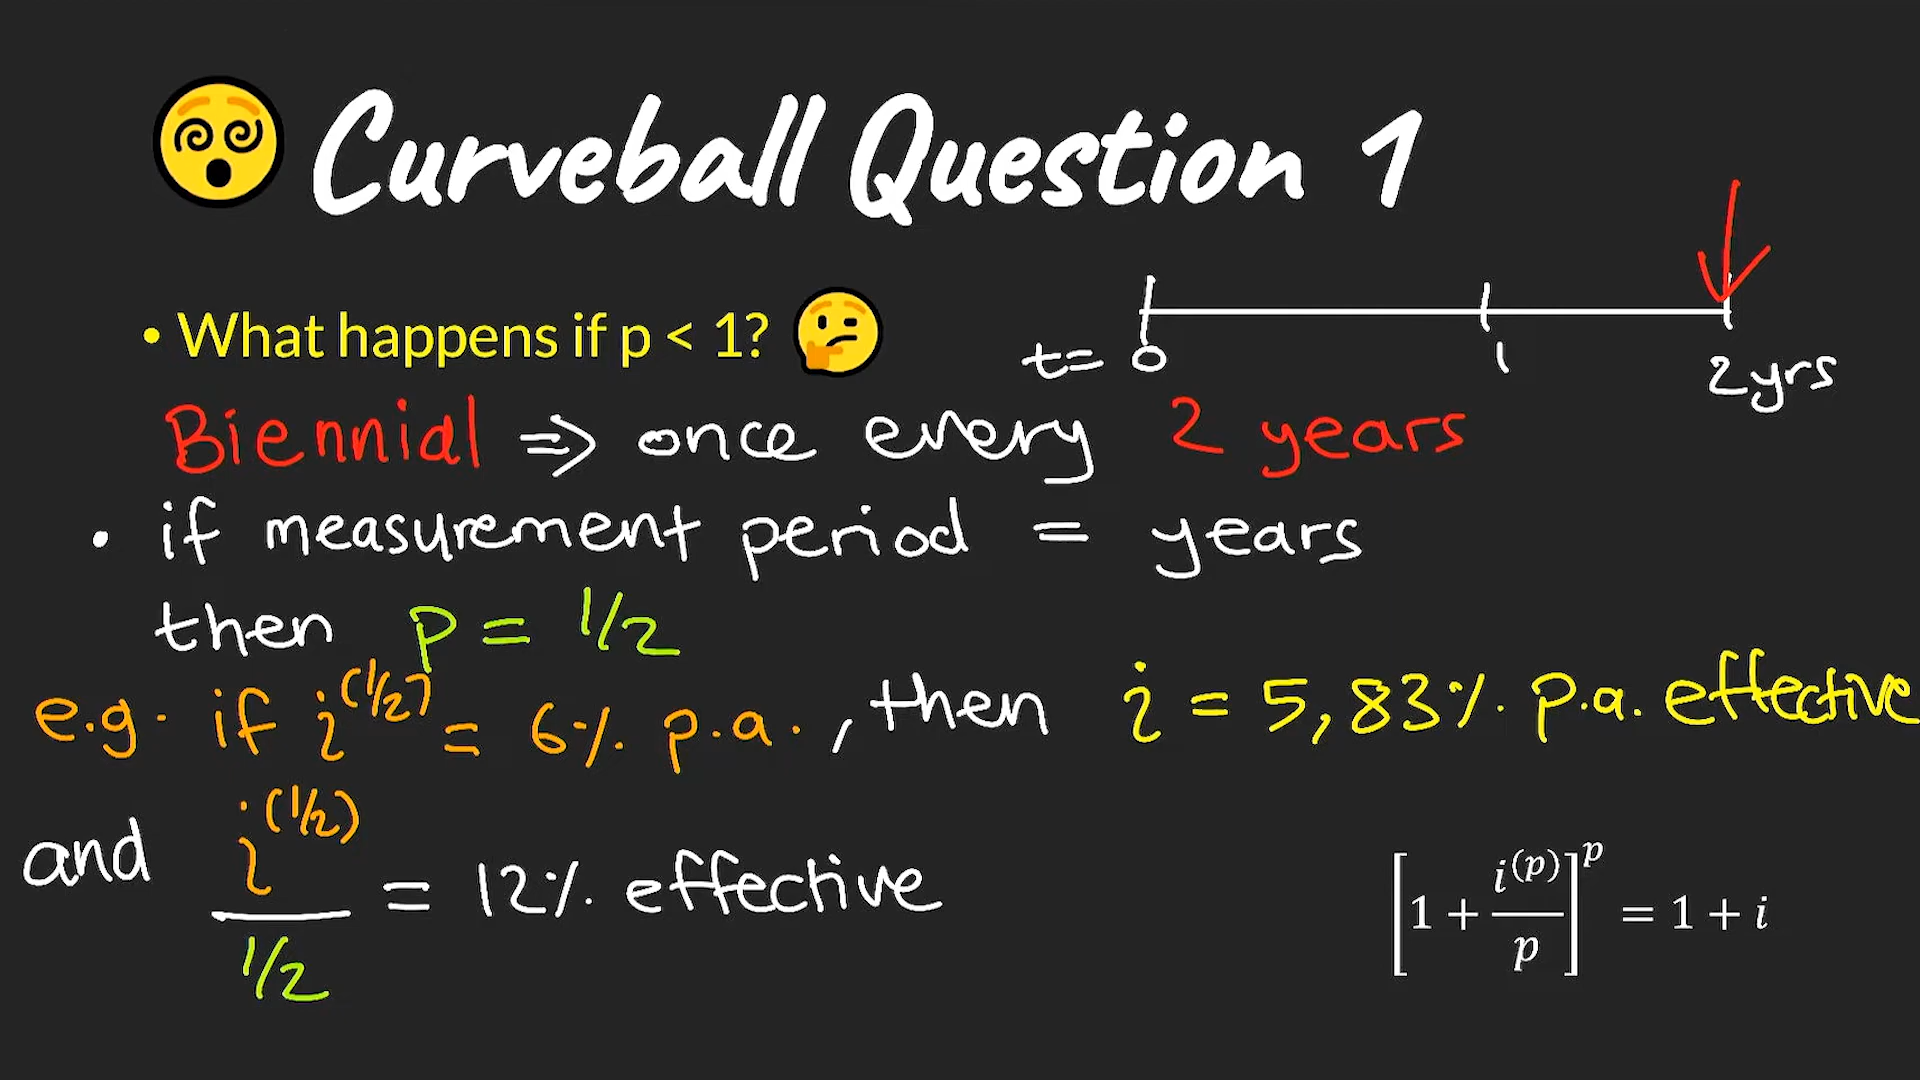 Curveball Question 1
• What happens if p < 1?
t= 0 1 2 yrs
Biennial => once every 2 years
• if measurement period = years
then p = 1/2
e.g. if i^(1/2) = 6% p.a., then i = 5,83% p.a. effective
and i^(1/2) / 1/2 = 12% effective
[1 + i^(p)/p]^p = 1 + i